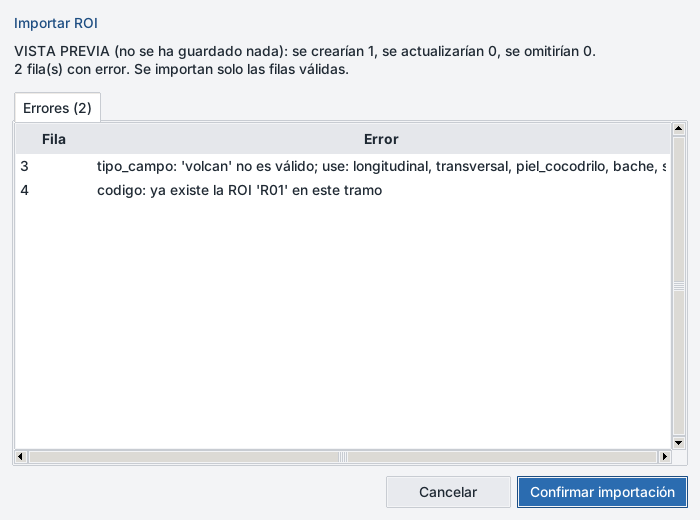 Importar ROI
VISTA PREVIA (no se ha guardado nada): se crearían 1, se actualizarían 0, se omitirían 0.
2 fila(s) con error. Se importan solo las filas válidas.
Errores (2)
Fila Error
3 tipo_campo: 'volcan' no es válido; use: longitudinal, transversal, piel_cocodrilo, bache, s
4 codigo: ya existe la ROI 'R01' en este tramo
Cancelar Confirmar importación